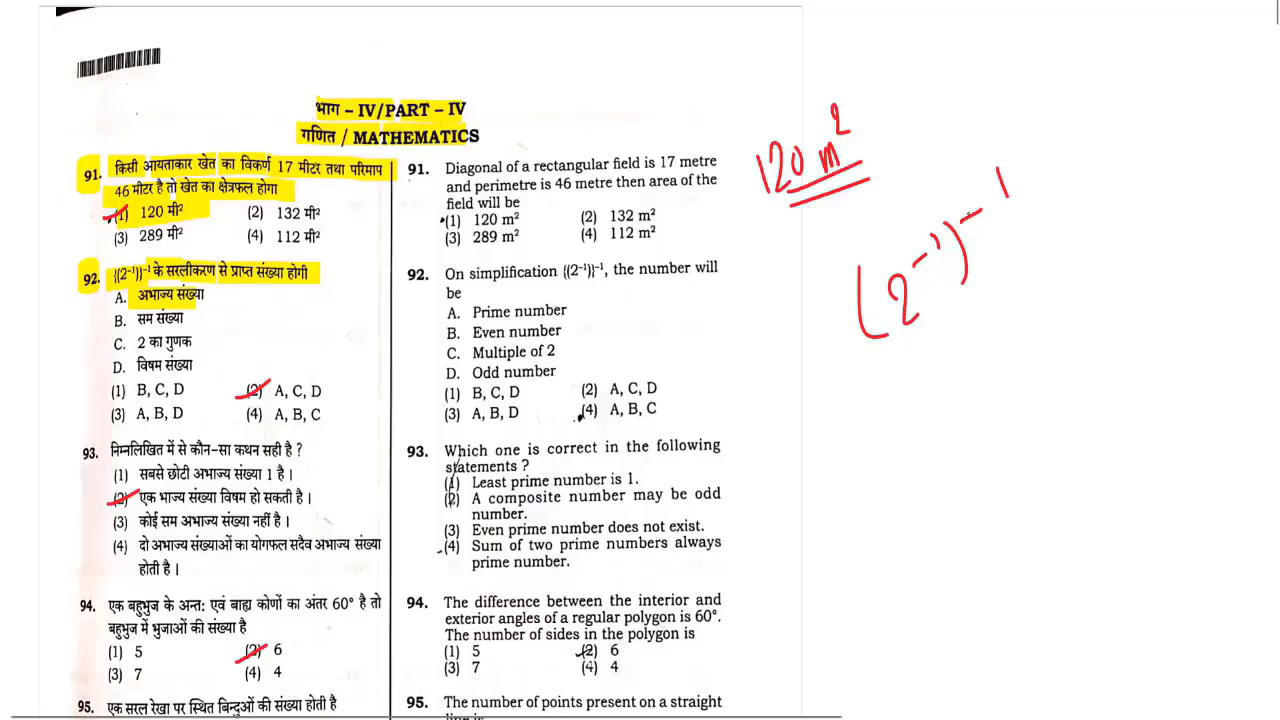 भाग – IV/PART – IV
गणित / MATHEMATICS
91. किसी आयताकार खेत का विकर्ण 17 मीटर तथा परिमाप
46 मीटर है तो खेत का क्षेत्रफल होगा
(1) 120 मी² (2) 132 मी²
(3) 289 मी² (4) 112 मी²
92. {(2⁻¹)}⁻¹ के सरलीकरण से प्राप्त संख्या होगी
A. अभाज्य संख्या
B. सम संख्या
C. 2 का गुणक
D. विषम संख्या
(1) B, C, D (2) A, C, D
(3) A, B, D (4) A, B, C
93. निम्नलिखित में से कौन-सा कथन सही है ?
(1) सबसे छोटी अभाज्य संख्या 1 है।
(2) एक भाज्य संख्या विषम हो सकती है।
(3) कोई सम अभाज्य संख्या नहीं है।
(4) दो अभाज्य संख्याओं का योगफल सदैव अभाज्य संख्या
होती है।
94. एक बहुभुज के अन्त: एवं बाह्य कोणों का अंतर 60° है तो
बहुभुज में भुजाओं की संख्या है
(1) 5 (2) 6
(3) 7 (4) 4
95. एक सरल रेखा पर स्थित बिन्दुओं की संख्या होती है
91. Diagonal of a rectangular field is 17 metre
and perimetre is 46 metre then area of the
field will be
(1) 120 m² (2) 132 m²
(3) 289 m² (4) 112 m²
92. On simplification {(2⁻¹)}⁻¹, the number will
be
A. Prime number
B. Even number
C. Multiple of 2
D. Odd number
(1) B, C, D (2) A, C, D
(3) A, B, D (4) A, B, C
93. Which one is correct in the following
statements ?
(1) Least prime number is 1.
(2) A composite number may be odd
number.
(3) Even prime number does not exist.
(4) Sum of two prime numbers always
prime number.
94. The difference between the interior and
exterior angles of a regular polygon is 60°.
The number of sides in the polygon is
(1) 5 (2) 6
(3) 7 (4) 4
95. The number of points present on a straight
line is
120 m²
(2⁻¹)⁻¹